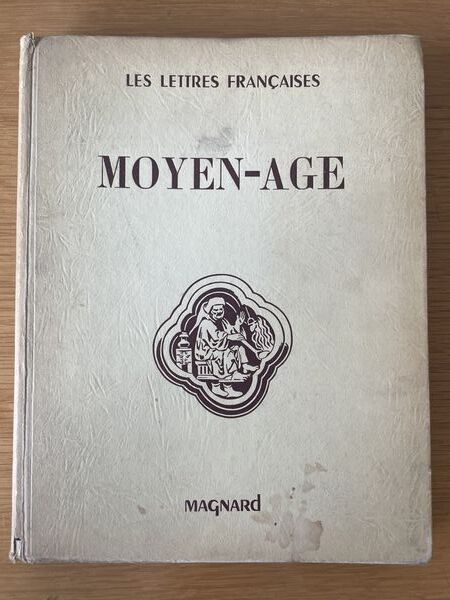 LES LETTRES FRANÇAISES
MOYEN-AGE
MAGNARd